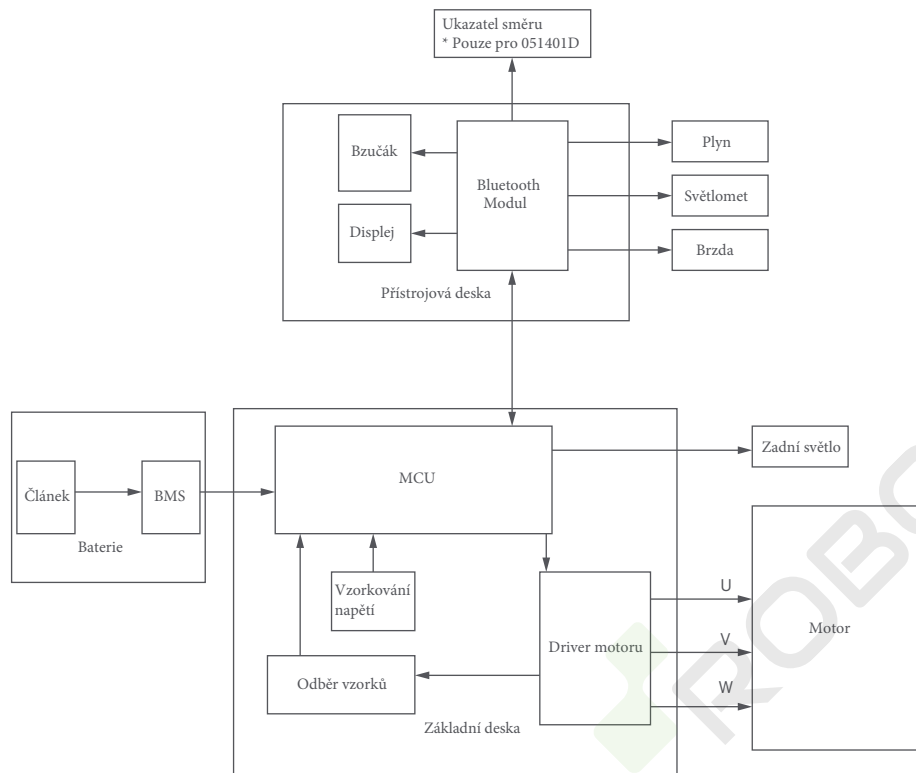 Ukazatel směru
* Pouze pro 051401D
Bzučák
Bluetooth
Modul
Plyn
Světlomet
Displej
Brzda
Přístrojová deska
MCU
Zadní světlo
Článek
BMS
Baterie
Vzorkování
napětí
U
Motor
V
Driver motoru
Odběr vzorků
W
Základní deska